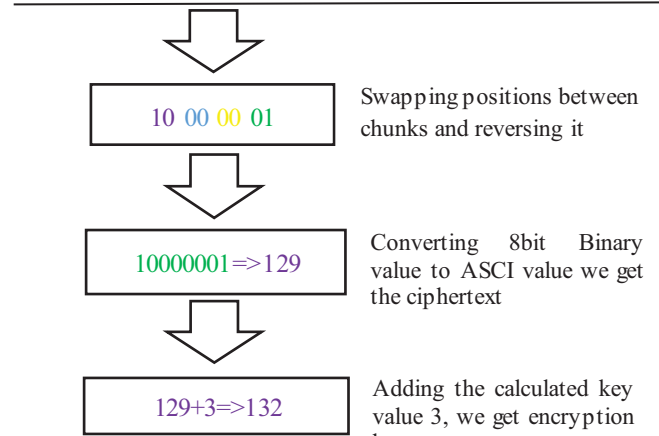 10 00 00 01
Swapping positions between
chunks and reversing it
10000001=>129
Converting 8bit Binary
value to ASCI value we get
the ciphertext
129+3=>132
Adding the calculated key
value 3, we get encryption